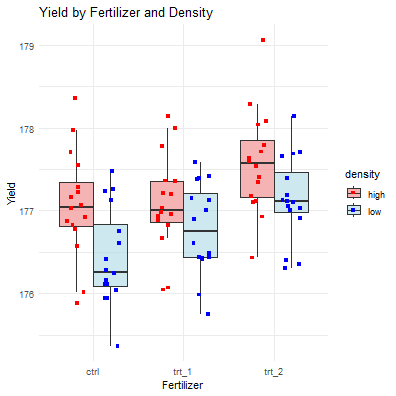 Yield by Fertilizer and Density
179
178
177
176
Yield
ctrl
trt_1
trt_2
Fertilizer
density
high
low